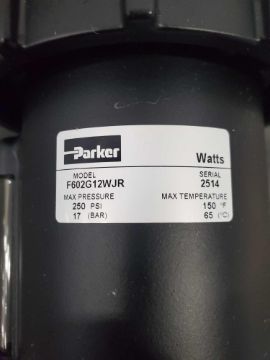 Parker Watts
MODEL SERIAL
F602G12WJR 2514
MAX PRESSURE MAX TEMPERATURE
250 PSI 150 °F
17 (BAR) 65 (°C)